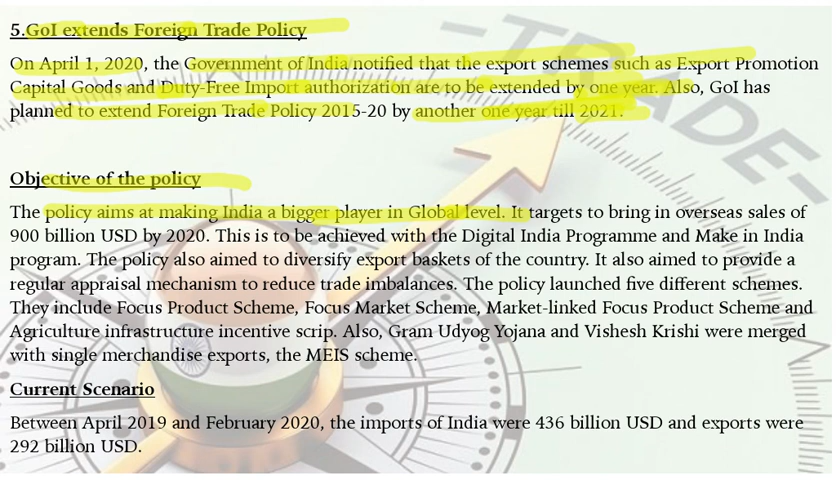 5.GoI extends Foreign Trade Policy
On April 1, 2020, the Government of India notified that the export schemes such as Export Promotion
Capital Goods and Duty-Free Import authorization are to be extended by one year. Also, GoI has
planned to extend Foreign Trade Policy 2015-20 by another one year till 2021.
Objective of the policy
The policy aims at making India a bigger player in Global level. It targets to bring in overseas sales of
900 billion USD by 2020. This is to be achieved with the Digital India Programme and Make in India
program. The policy also aimed to diversify export baskets of the country. It also aimed to provide a
regular appraisal mechanism to reduce trade imbalances. The policy launched five different schemes.
They include Focus Product Scheme, Focus Market Scheme, Market-linked Focus Product Scheme and
Agriculture infrastructure incentive scrip. Also, Gram Udyog Yojana and Vishesh Krishi were merged
with single merchandise exports, the MEIS scheme.
Current Scenario
Between April 2019 and February 2020, the imports of India were 436 billion USD and exports were
292 billion USD.
-TRADE-